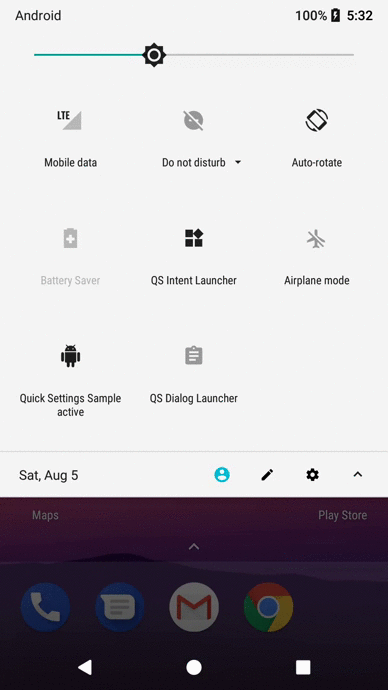 Android 100% 5:32
LTE
Mobile data Do not disturb Auto-rotate
Battery Saver QS Intent Launcher Airplane mode
Quick Settings Sample QS Dialog Launcher
active
Sat, Aug 5
Maps Play Store